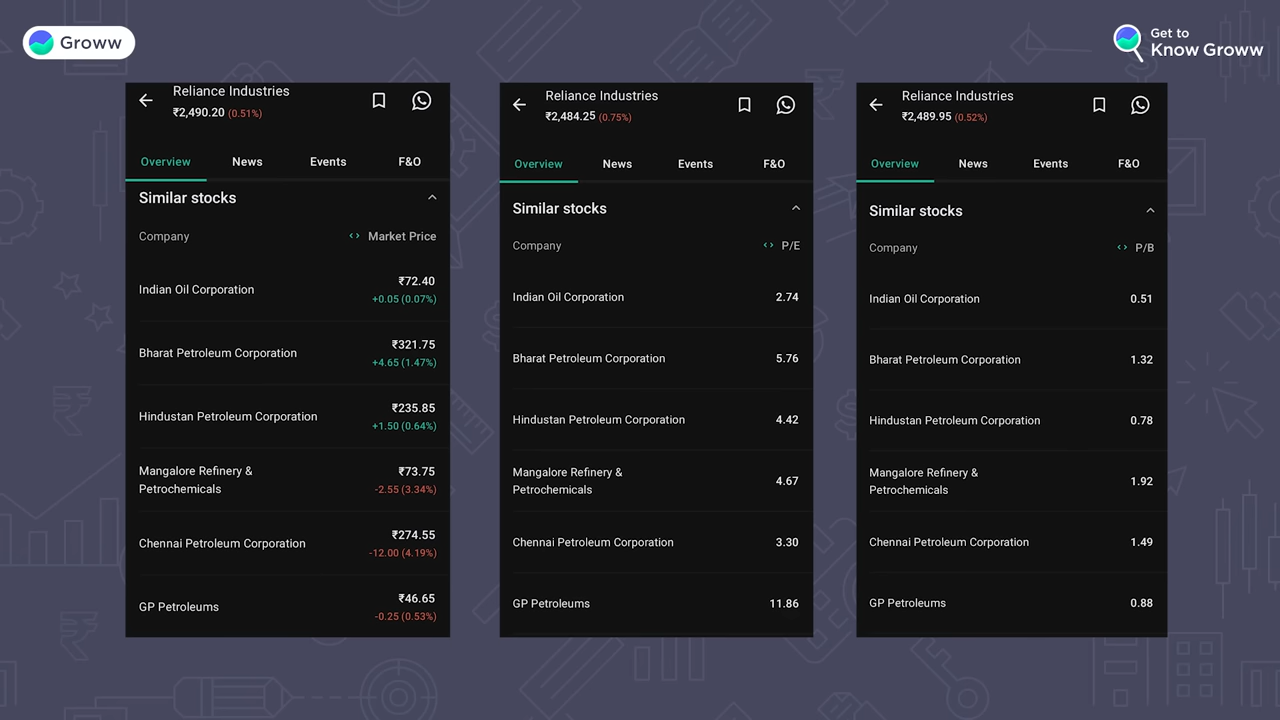 Groww
Get to
Know Groww
Reliance Industries
₹2,490.20 (0.51%)
Overview News Events F&O
Similar stocks
Company Market Price
Indian Oil Corporation ₹72.40
+0.05 (0.07%)
Bharat Petroleum Corporation ₹321.75
+4.65 (1.47%)
Hindustan Petroleum Corporation ₹235.85
+1.50 (0.64%)
Mangalore Refinery & ₹73.75
Petrochemicals -2.55 (3.34%)
Chennai Petroleum Corporation ₹274.55
-12.00 (4.19%)
GP Petroleums ₹46.65
-0.25 (0.53%)
Reliance Industries
₹2,484.25 (0.75%)
Overview News Events F&O
Similar stocks
Company P/E
Indian Oil Corporation 2.74
Bharat Petroleum Corporation 5.76
Hindustan Petroleum Corporation 4.42
Mangalore Refinery & 
Petrochemicals 4.67
Chennai Petroleum Corporation 3.30
GP Petroleums 11.86
Reliance Industries
₹2,489.95 (0.52%)
Overview News Events F&O
Similar stocks
Company P/B
Indian Oil Corporation 0.51
Bharat Petroleum Corporation 1.32
Hindustan Petroleum Corporation 0.78
Mangalore Refinery & 
Petrochemicals 1.92
Chennai Petroleum Corporation 1.49
GP Petroleums 0.88